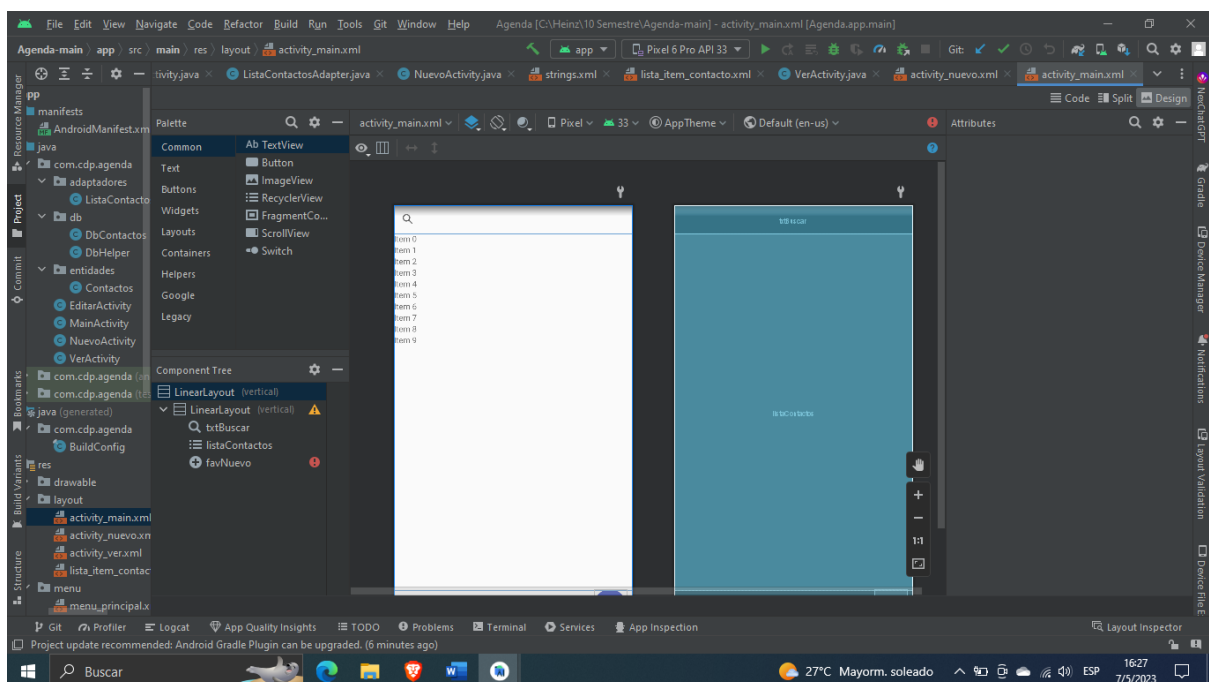 File Edit View Navigate Code Refactor Build Run Tools Git Window Help Agenda [C:\Heinz\10 Semestre\Agenda-main] - activity_main.xml [Agenda.app.main]
Agenda-main app src main res layout activity_main.xml app Pixel 6 Pro API 33 Git:
tivity.java ListaContactosAdapter.java NuevoActivity.java strings.xml lista_item_contacto.xml VerActivity.java activity_nuevo.xml activity_main.xml
Code Split Design
Resource Manager
Project
Commit
Bookmarks
Build Variants
Structure
pp
manifests
AndroidManifest.xm
java
com.cdp.agenda
adaptadores
ListaContacto
db
DbContactos
DbHelper
entidades
Contactos
EditarActivity
MainActivity
NuevoActivity
VerActivity
com.cdp.agenda (an
com.cdp.agenda (te
java (generated)
com.cdp.agenda
BuildConfig
res
drawable
layout
activity_main.xml
activity_nuevo.xm
activity_ver.xml
lista_item_contac
menu
menu_principal.x
Palette
Common
Text
Buttons
Widgets
Layouts
Containers
Helpers
Google
Legacy
Ab TextView
Button
ImageView
RecyclerView
FragmentCo...
ScrollView
Switch
Component Tree
LinearLayout (vertical)
LinearLayout (vertical)
txtBuscar
listaContactos
favNuevo
activity_main.xml Pixel 33 AppTheme Default (en-us)
Item 0
Item 1
Item 2
Item 3
Item 4
Item 5
Item 6
Item 7
Item 8
Item 9
txtBuscar
listaContactos
1:1
Attributes
NexChatGPT
Gradle
Device Manager
Notifications
Layout Validation
Device File E
Git Profiler Logcat App Quality Insights TODO Problems Terminal Services App Inspection Layout Inspector
Project update recommended: Android Gradle Plugin can be upgraded. (6 minutes ago)
Buscar 27°C Mayorm. soleado ESP 16:27
7/5/2023